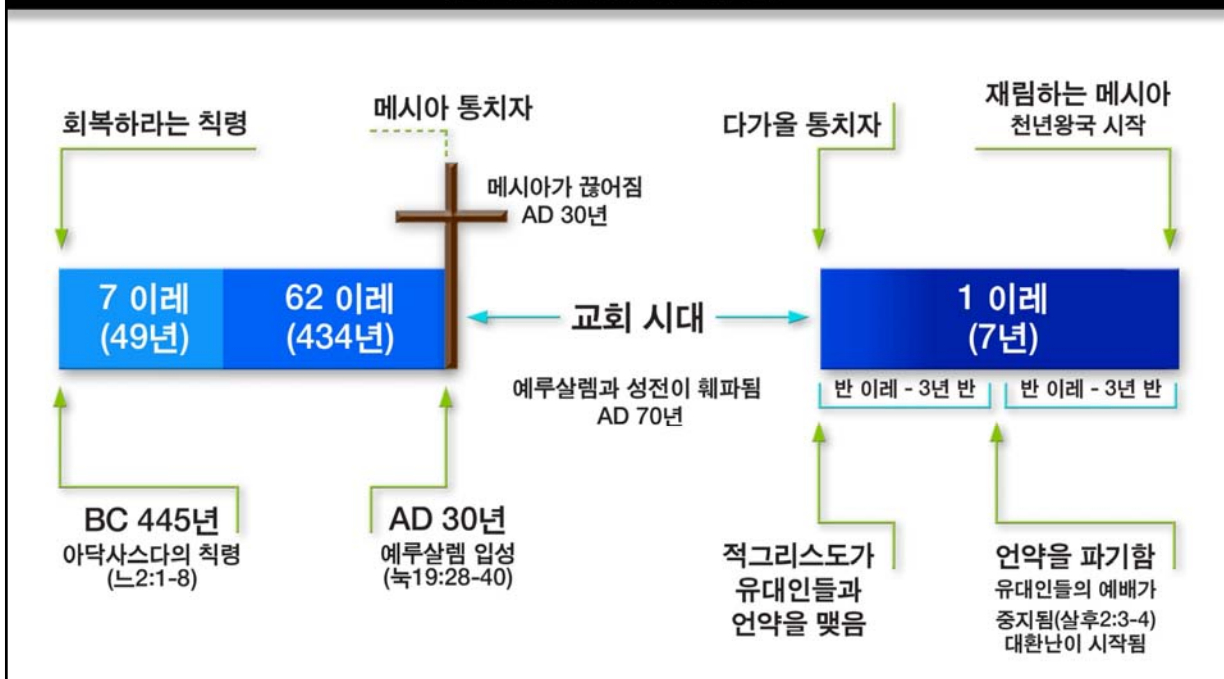 회복하라는 칙령
메시아 통치자
메시아가 끊어짐
AD 30년
다가올 통치자
재림하는 메시아
천년왕국 시작
7 이레
(49년)
62 이레
(434년)
교회 시대
1 이레
(7년)
예루살렘과 성전이 훼파됨
AD 70년
반 이레 - 3년 반
반 이레 - 3년 반
BC 445년
아닥사스다의 칙령
(느2:1-8)
AD 30년
예루살렘 입성
(눅19:28-40)
적그리스도가
유대인들과
언약을 맺음
언약을 파기함
유대인들의 예배가
중지됨(살후2:3-4)
대환난이 시작됨